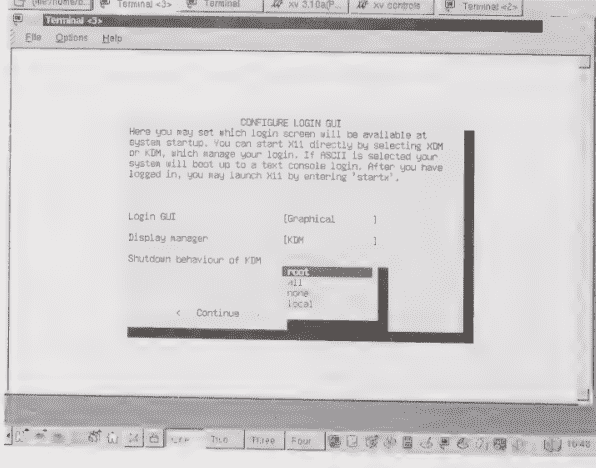 Terminal <3>
Terminal
xv 3.10a(P...
xv controls
Terminal <2>
Terminal <3>
File Options Help
CONFIGURE LOGIN GUI
Here you may set which login screen will be available at
system startup. You can start X11 directly by selecting XDM
or KDM, which manage your login. If ASCII is selected your
system will boot up to a text console login. After you have
logged in, you may launch X11 by entering 'startx'.
Login GUI [Graphical ]
Display manager [KDM ]
Shutdown behaviour of KDM
root
all
none
local
< Continue
Two Three Four